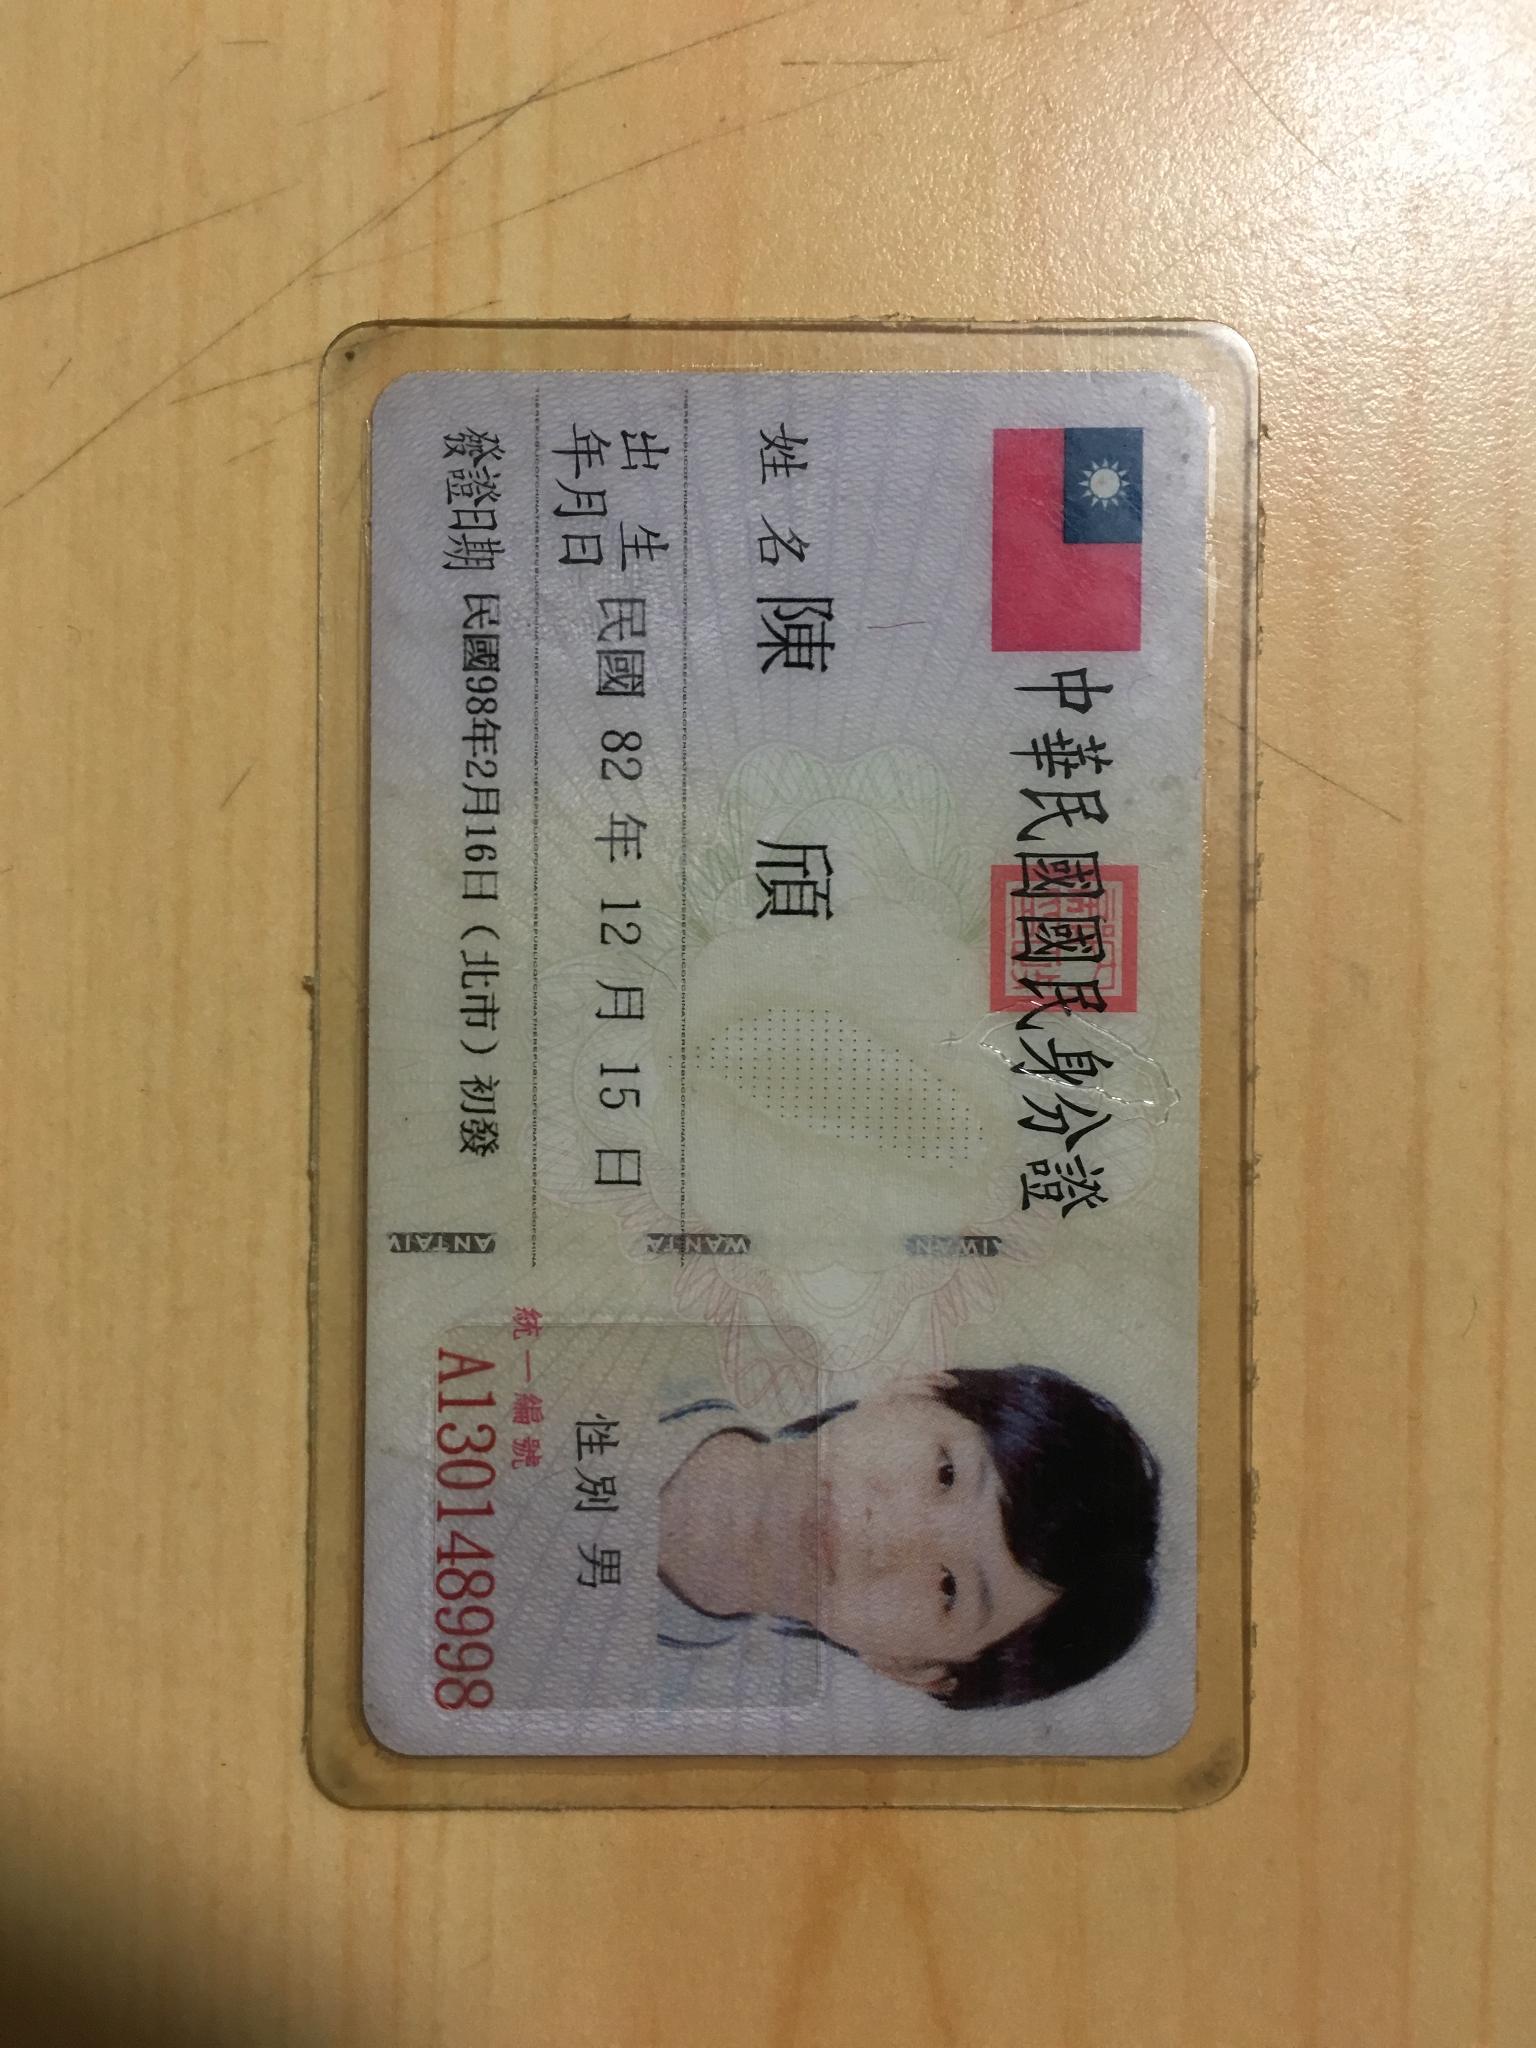 中華民國國民身分證
姓名 陳 頎
出生
年月日 民國 82 年 12 月 15 日
性別 男
發證日期 民國98年2月16日(北市)初發
統一編號
A130148998